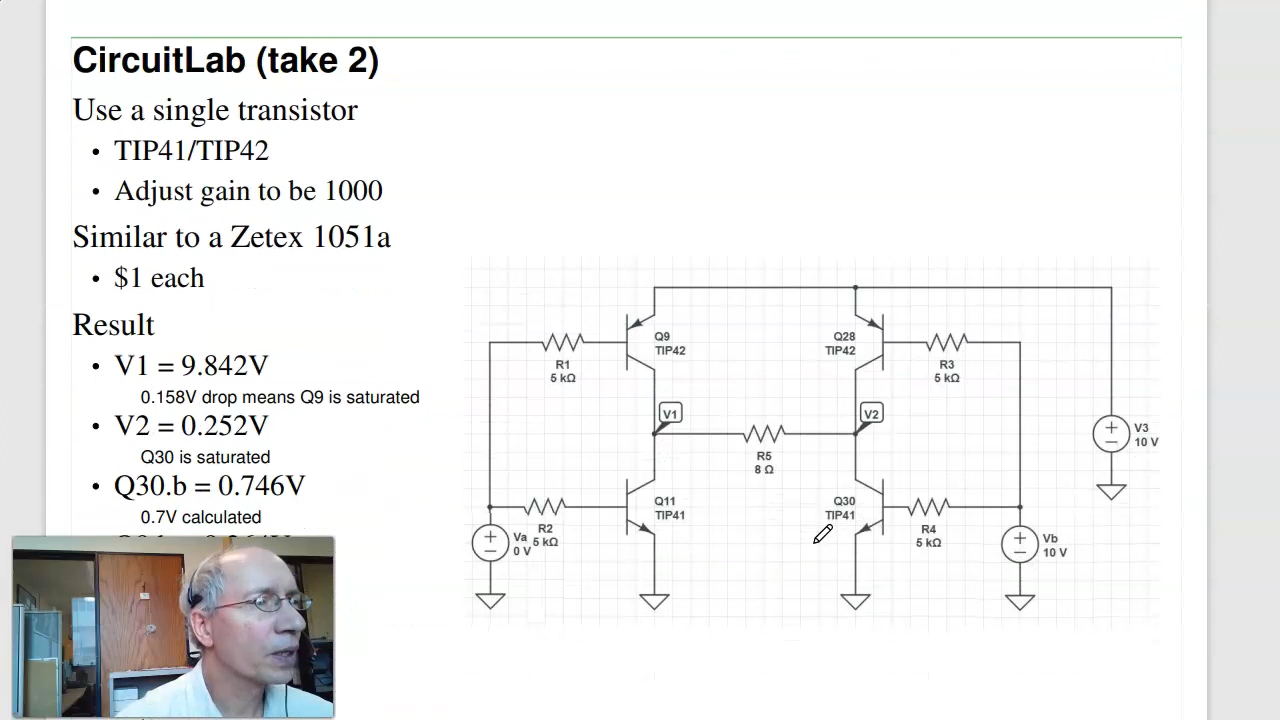 CircuitLab (take 2)
Use a single transistor
• TIP41/TIP42
• Adjust gain to be 1000
Similar to a Zetex 1051a
• $1 each
Result
• V1 = 9.842V
0.158V drop means Q9 is saturated
• V2 = 0.252V
Q30 is saturated
• Q30.b = 0.746V
0.7V calculated
Q9
TIP42
Q28
TIP42
R1
5 kΩ
R3
5 kΩ
V1
V2
V3
10 V
R5
8 Ω
Q11
TIP41
Q30
TIP41
R2
5 kΩ
R4
5 kΩ
Va
0 V
Vb
10 V